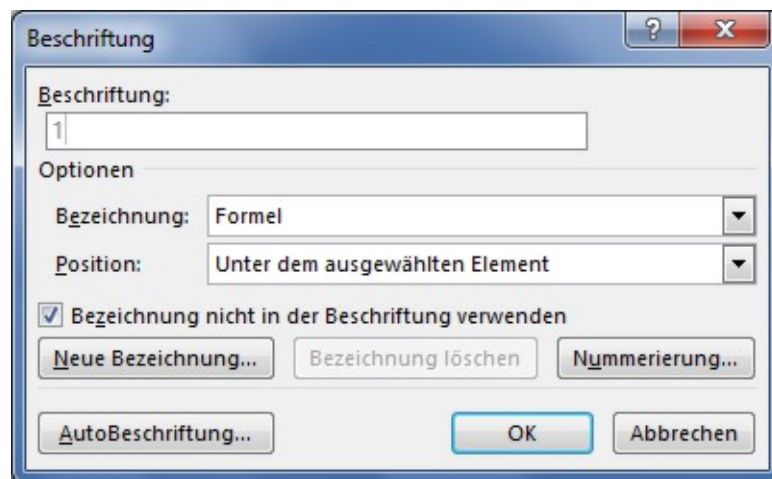 Beschriftung
Beschriftung:
1
Optionen
Bezeichnung: Formel
Position: Unter dem ausgewählten Element
Bezeichnung nicht in der Beschriftung verwenden
Neue Bezeichnung... Bezeichnung löschen Nummerierung...
AutoBeschriftung... OK Abbrechen